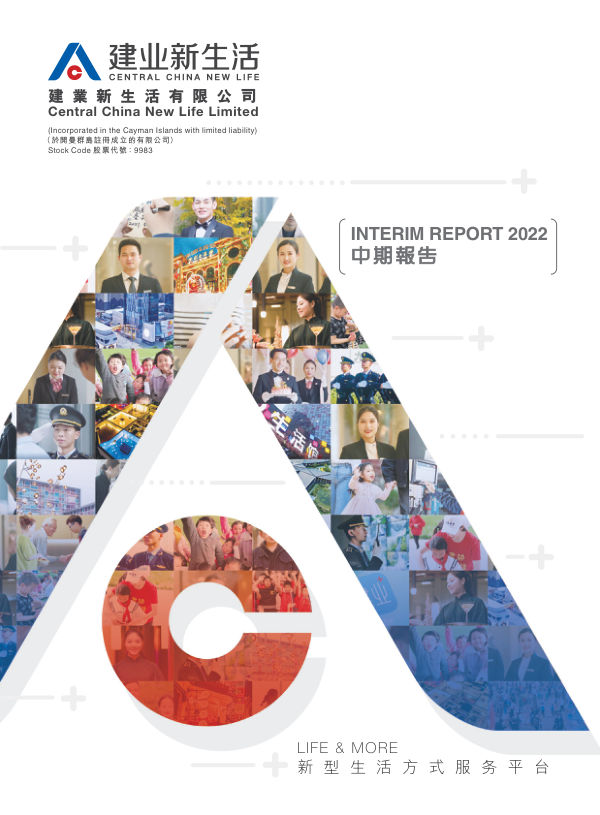 建业新生活
CENTRAL CHINA NEW LIFE
建業新生活有限公司
Central China New Life Limited
(Incorporated in the Cayman Islands with limited liability)
(於開曼群島註冊成立的有限公司)
Stock Code 股票代號：9983
INTERIM REPORT 2022
中期報告
生活馆
LIFE & MORE
新型生活方式服务平台